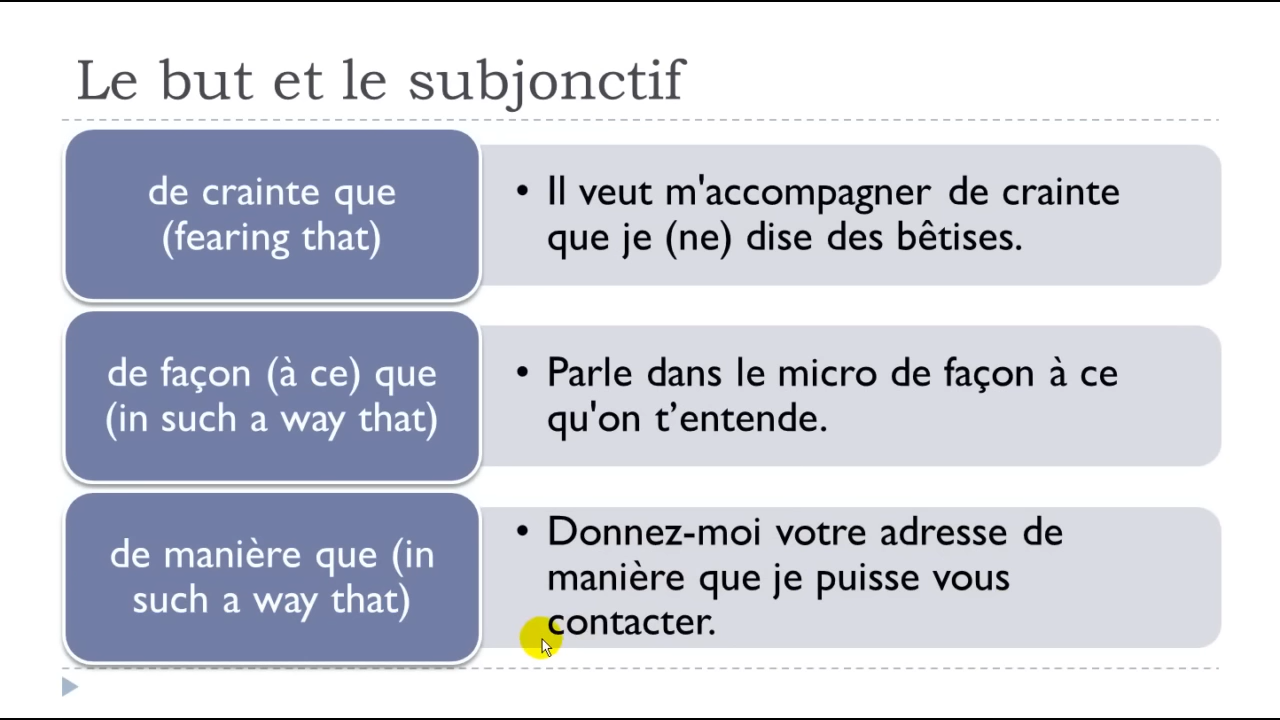 Le but et le subjonctif
de crainte que
(fearing that)
• Il veut m'accompagner de crainte
que je (ne) dise des bêtises.
de façon (à ce) que
(in such a way that)
• Parle dans le micro de façon à ce
qu'on t’entende.
de manière que (in
such a way that)
• Donnez-moi votre adresse de
manière que je puisse vous
contacter.